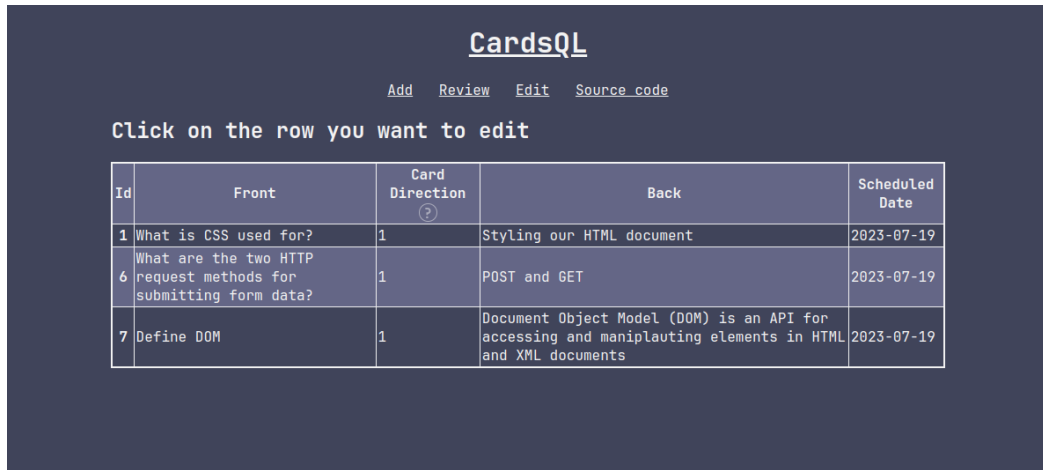 CardsQL
Add Review Edit Source code
Click on the row you want to edit
Id Front Card Direction ? Back Scheduled Date
1 What is CSS used for? 1 Styling our HTML document 2023-07-19
6 What are the two HTTP request methods for submitting form data? 1 POST and GET 2023-07-19
7 Define DOM 1 Document Object Model (DOM) is an API for accessing and maniplauting elements in HTML and XML documents 2023-07-19